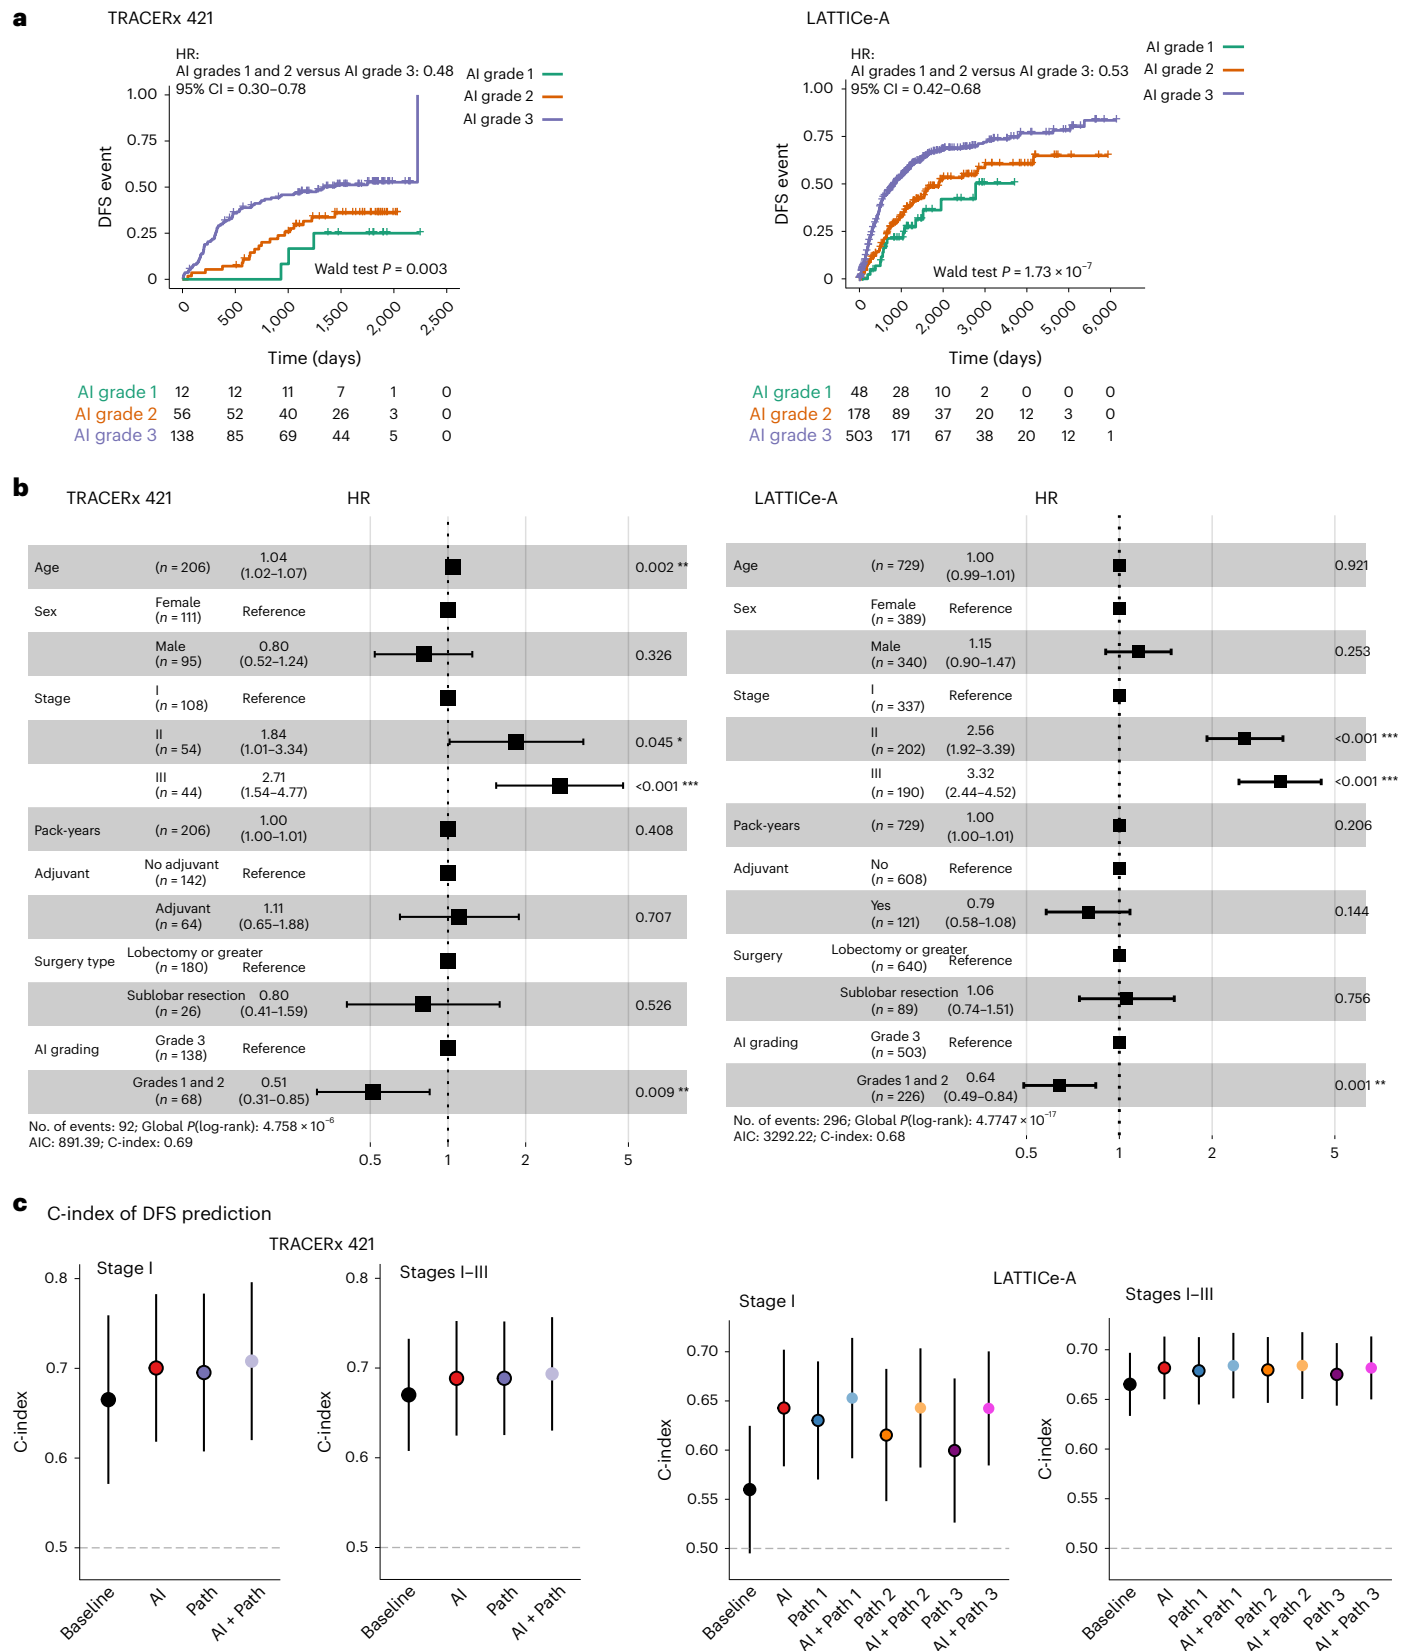 a
TRACERx 421
HR:
AI grades 1 and 2 versus AI grade 3: 0.48
95% CI = 0.30–0.78
AI grade 1
AI grade 2
AI grade 3
1.00
0.75
0.50
0.25
0
DFS event
Wald test P = 0.003
0
500
1,000
1,500
2,000
2,500
Time (days)
AI grade 1 12 12 11 7 1 0
AI grade 2 56 52 40 26 3 0
AI grade 3 138 85 69 44 5 0
LATTICe-A
HR:
AI grades 1 and 2 versus AI grade 3: 0.53
95% CI = 0.42–0.68
AI grade 1
AI grade 2
AI grade 3
1.00
0.75
0.50
0.25
0
DFS event
Wald test P = 1.73 × 10⁻⁷
0
1,000
2,000
3,000
4,000
5,000
6,000
Time (days)
AI grade 1 48 28 10 2 0 0 0
AI grade 2 178 89 37 20 12 3 0
AI grade 3 503 171 67 38 20 12 1
b
TRACERx 421 HR
Age (n = 206) 1.04 (1.02–1.07) 0.002 **
Sex Female (n = 111) Reference
Male (n = 95) 0.80 (0.52–1.24) 0.326
Stage I (n = 108) Reference
II (n = 54) 1.84 (1.01–3.34) 0.045 *
III (n = 44) 2.71 (1.54–4.77) <0.001 ***
Pack-years (n = 206) 1.00 (1.00–1.01) 0.408
Adjuvant No adjuvant (n = 142) Reference
Adjuvant (n = 64) 1.11 (0.65–1.88) 0.707
Surgery type Lobectomy or greater (n = 180) Reference
Sublobar resection (n = 26) 0.80 (0.41–1.59) 0.526
AI grading Grade 3 (n = 138) Reference
Grades 1 and 2 (n = 68) 0.51 (0.31–0.85) 0.009 **
No. of events: 92; Global P(log-rank): 4.758 × 10⁻⁶
AIC: 891.39; C-index: 0.69
0.5 1 2 5
LATTICe-A HR
Age (n = 729) 1.00 (0.99–1.01) 0.921
Sex Female (n = 389) Reference
Male (n = 340) 1.15 (0.90–1.47) 0.253
Stage I (n = 337) Reference
II (n = 202) 2.56 (1.92–3.39) <0.001 ***
III (n = 190) 3.32 (2.44–4.52) <0.001 ***
Pack-years (n = 729) 1.00 (1.00–1.01) 0.206
Adjuvant No (n = 608) Reference
Yes (n = 121) 0.79 (0.58–1.08) 0.144
Surgery Lobectomy or greater (n = 640) Reference
Sublobar resection (n = 89) 1.06 (0.74–1.51) 0.756
AI grading Grade 3 (n = 503) Reference
Grades 1 and 2 (n = 226) 0.64 (0.49–0.84) 0.001 **
No. of events: 296; Global P(log-rank): 4.7747 × 10⁻¹⁷
AIC: 3292.22; C-index: 0.68
0.5 1 2 5
c
C-index of DFS prediction
TRACERx 421
Stage I
0.8
0.7
0.6
0.5
C-index
Baseline
AI
Path
AI + Path
Stages I–III
0.8
0.7
0.6
0.5
C-index
Baseline
AI
Path
AI + Path
LATTICe-A
Stage I
0.70
0.65
0.60
0.55
0.50
C-index
Baseline
AI
Path 1
AI + Path 1
Path 2
AI + Path 2
Path 3
AI + Path 3
Stages I–III
0.70
0.65
0.60
0.55
0.50
C-index
Baseline
AI
Path 1
AI + Path 1
Path 2
AI + Path 2
Path 3
AI + Path 3